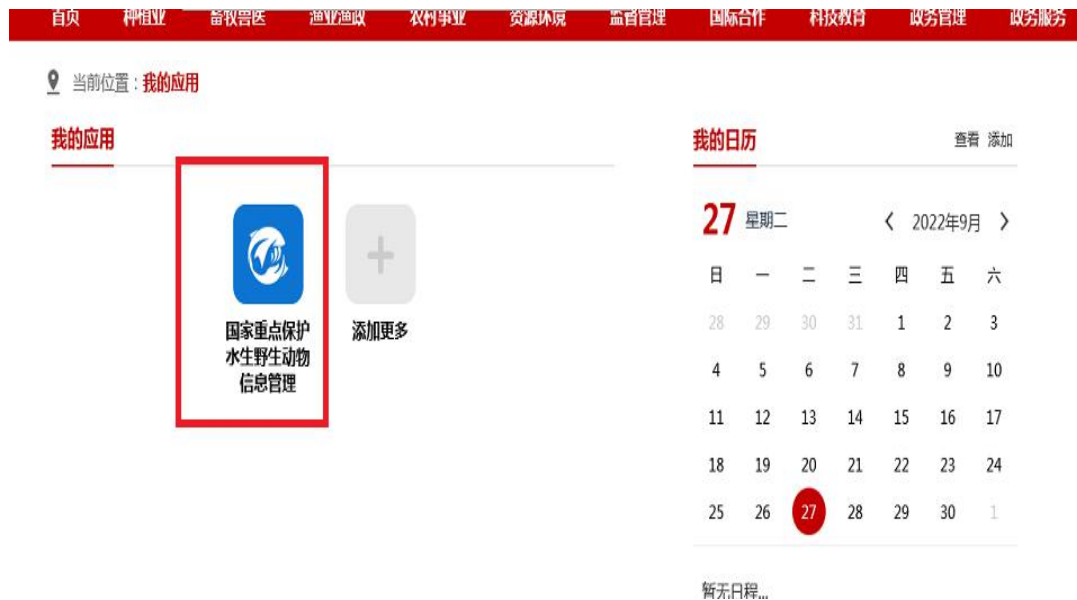 首页 种植业 畜牧兽医 渔业渔政 农村事业 资源环境 监督管理 国际合作 科技教育 政务管理 政务服务
当前位置：我的应用
我的应用
国家重点保护
水生野生动物
信息管理
添加更多
我的日历 查看 添加
27 星期二 2022年9月
日 一 二 三 四 五 六
28 29 30 31 1 2 3
4 5 6 7 8 9 10
11 12 13 14 15 16 17
18 19 20 21 22 23 24
25 26 27 28 29 30 1
暂无日程...